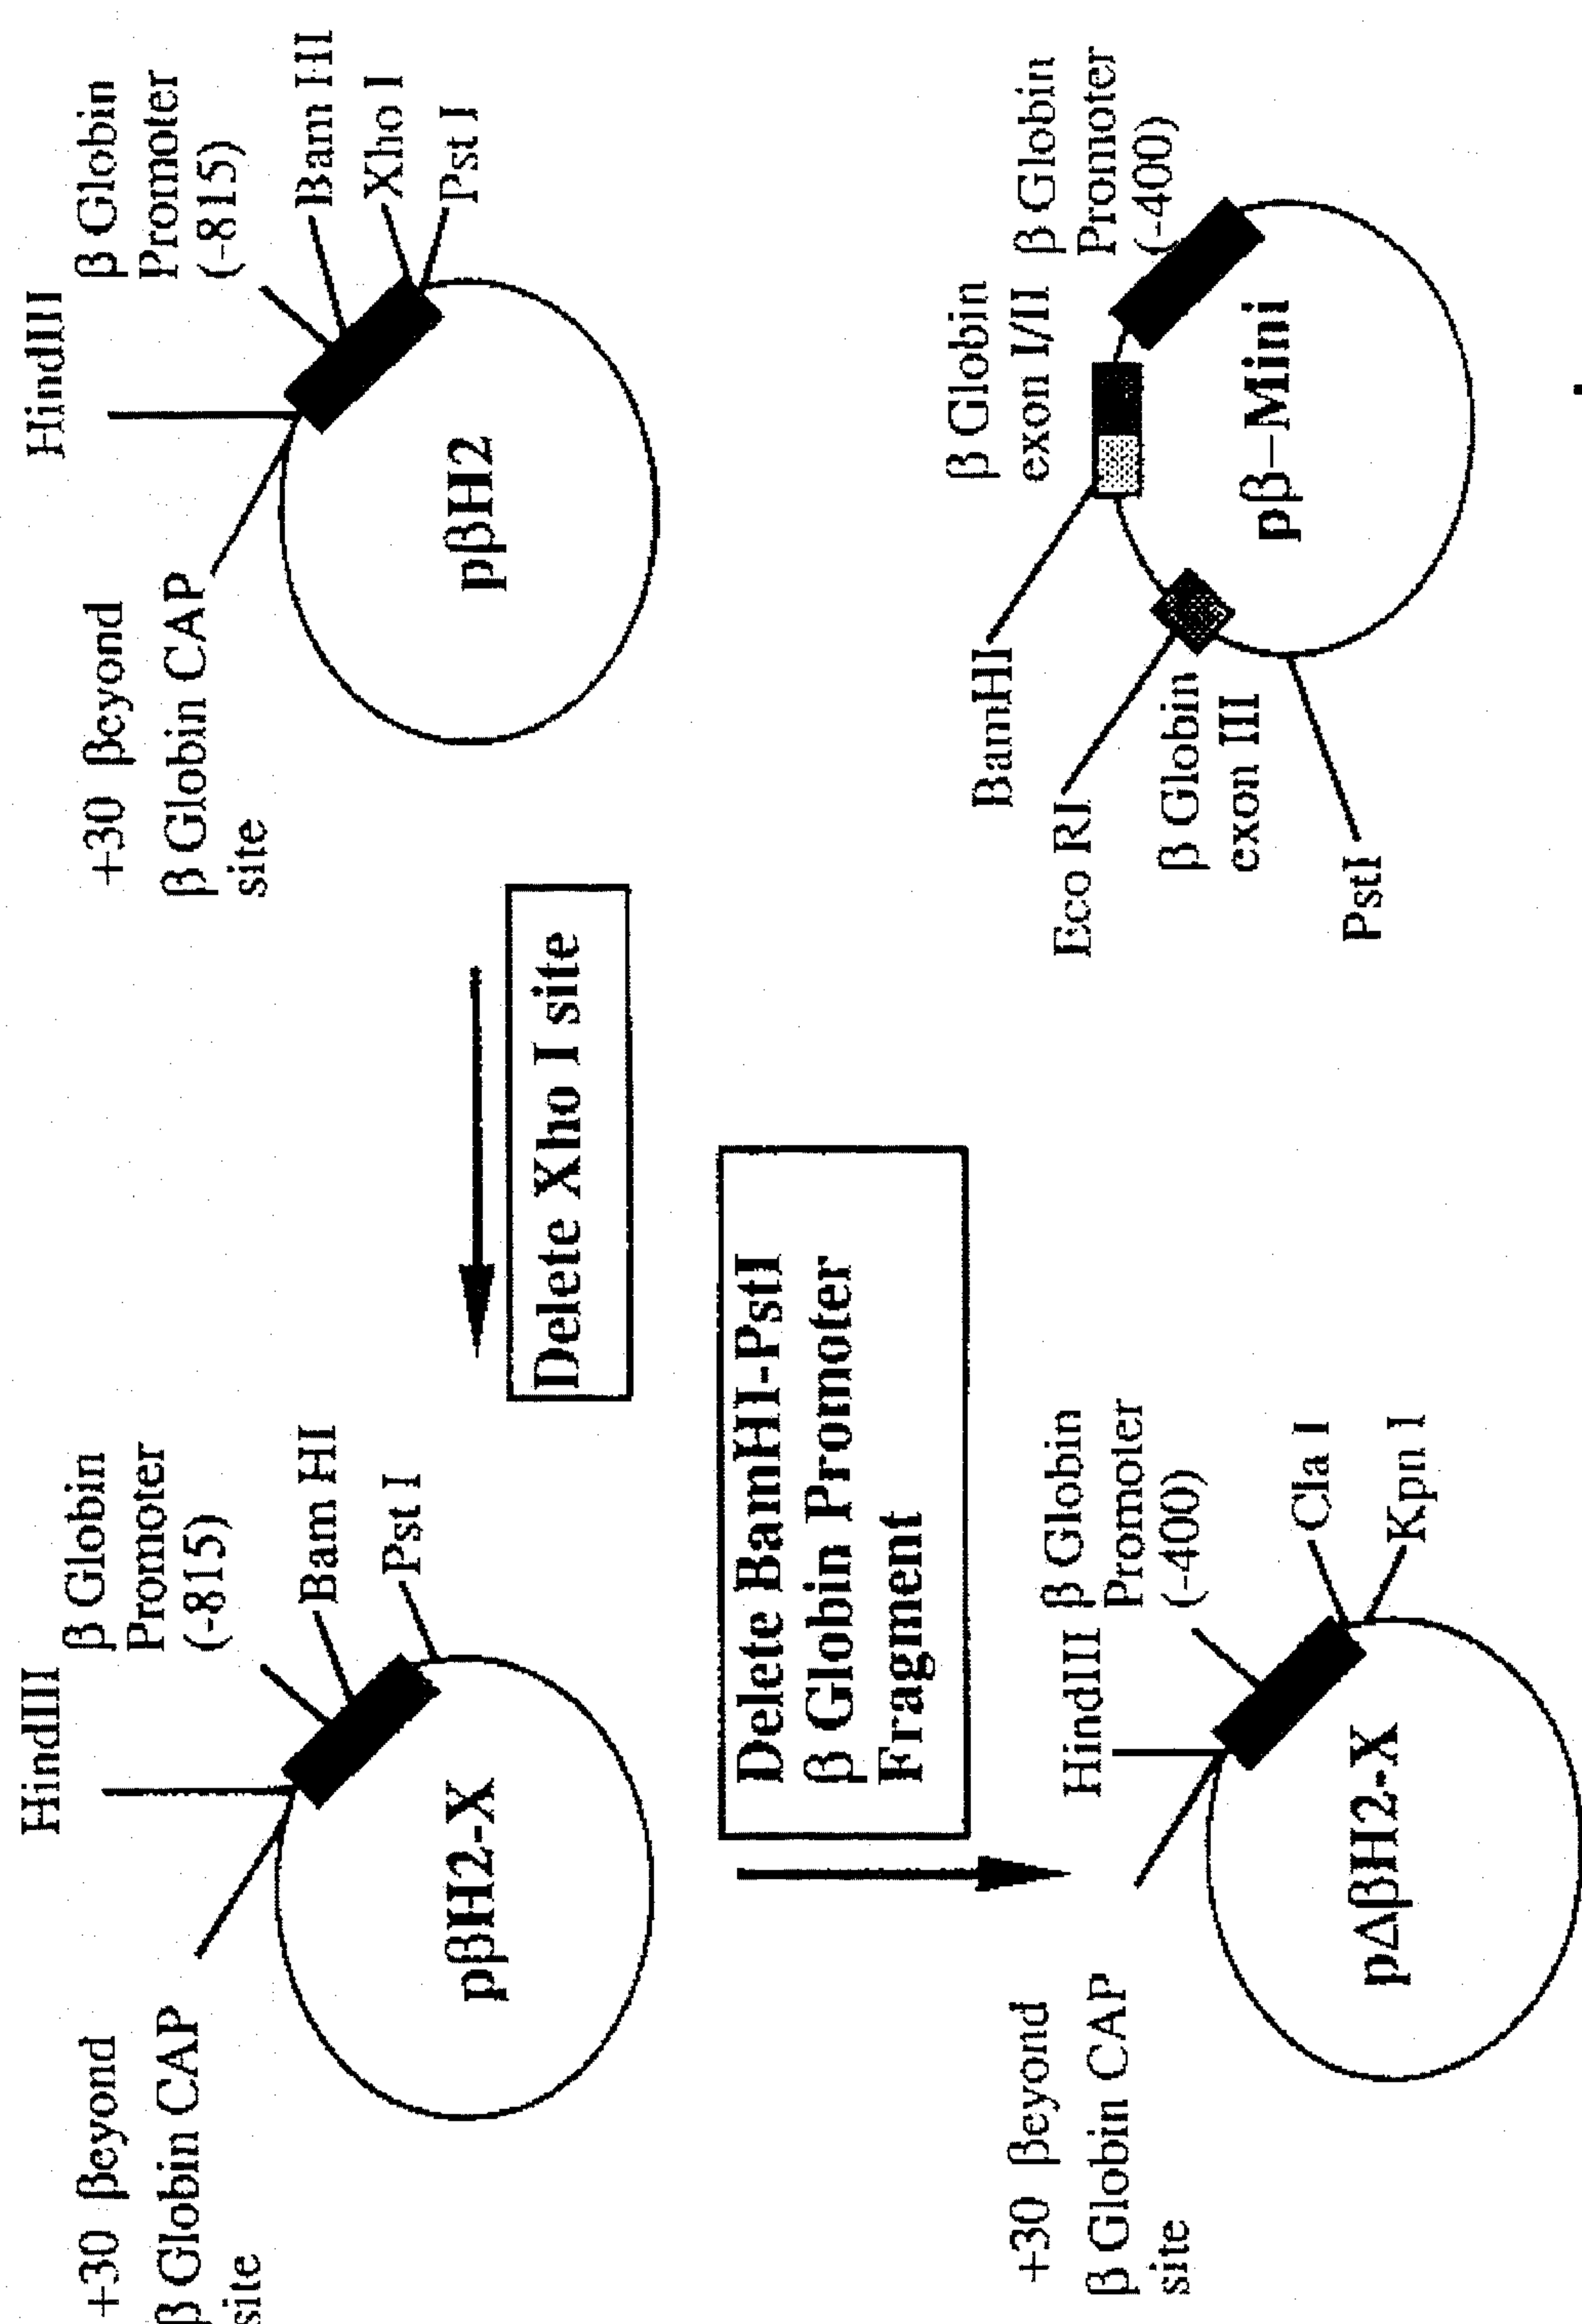 HindIII
β Globin
Promoter
(-815)
Bam HI
Pst I
+30 βeyond
β Globin CAP
site
pβH2-X
Delete Xho I site
HindIII
β Globin
Promoter
(-815)
Bam HI
Xho I
Pst I
+30 βeyond
β Globin CAP
site
pβH2
Delete BamHI-PstI
β Globin Promoter
Fragment
HindIII
β Globin
Promoter
(-400)
Cla I
Kpn I
+30 βeyond
β Globin CAP
site
pΔβH2-X
β Globin
exon I/II
β Globin
Promoter
(-400)
BamHI
Eco RI
β Globin
exon III
PstI
pβ–Mini